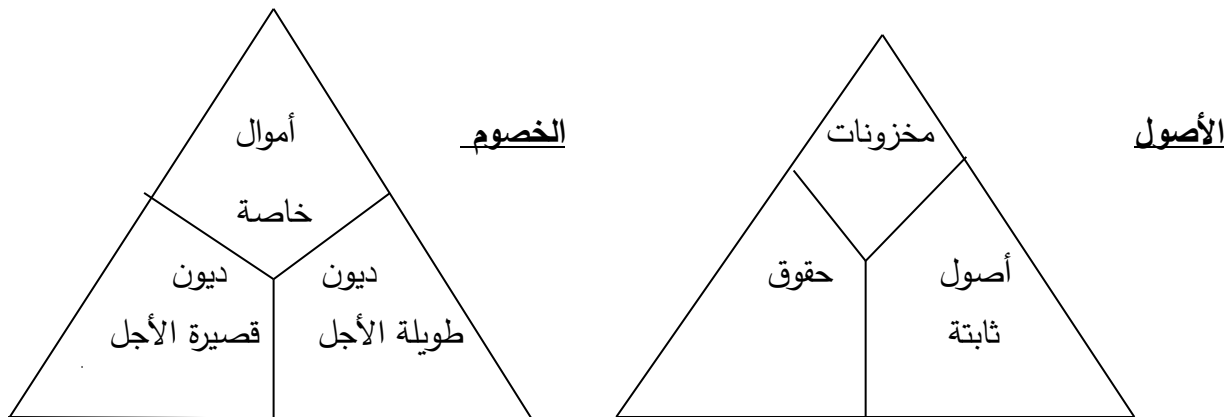 الأصول
مخزونات
أصول
ثابتة
حقوق
الخصوم
أموال
خاصة
ديون
طويلة الأجل
ديون
قصيرة الأجل